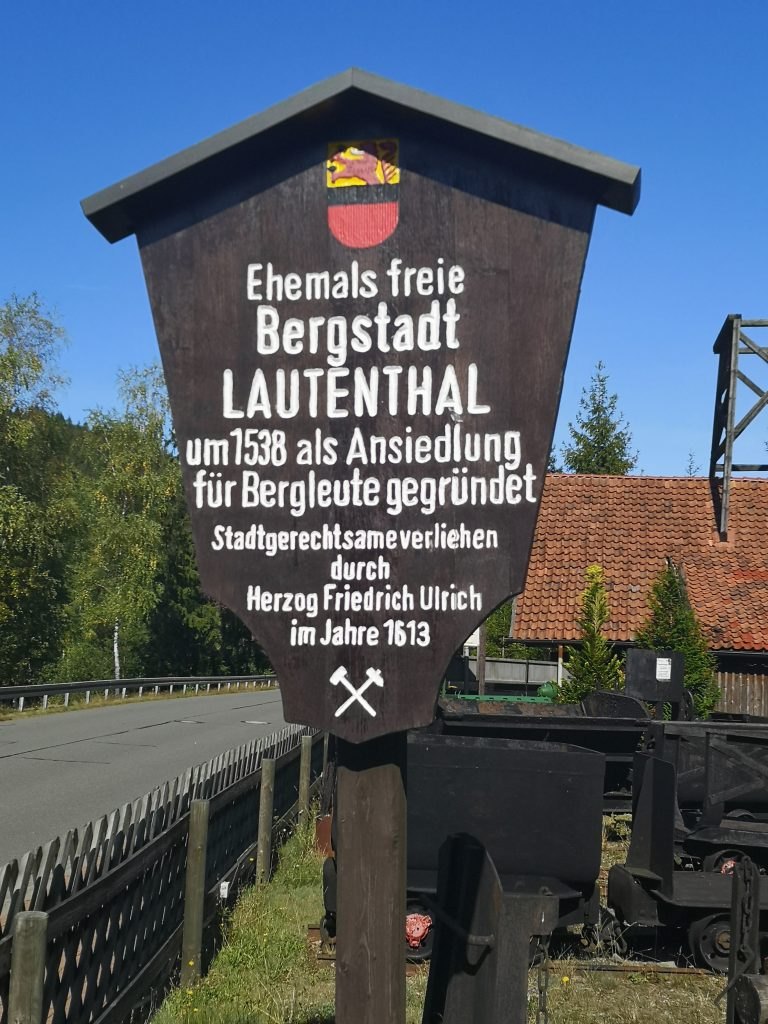 Ehemals freie
Bergstadt
LAUTENTHAL
um 1538 als Ansiedlung
für Bergleute gegründet
Stadtgerechtsame verliehen
durch
Herzog Friedrich Ulrich
im Jahre 1613